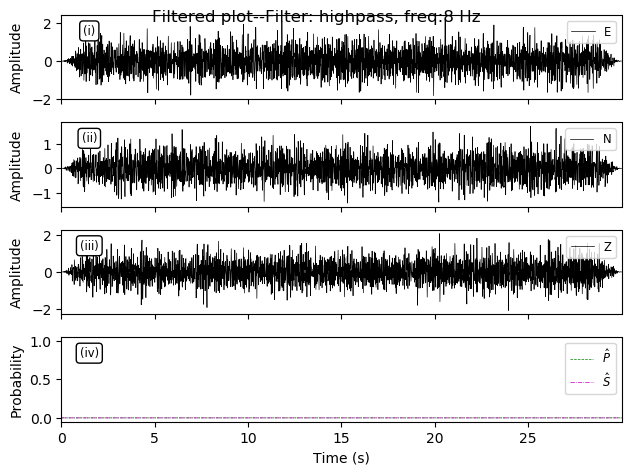 Filtered plot--Filter: highpass, freq:8 Hz
(i)
E
Amplitude
2
0
−2
(ii)
N
Amplitude
1
0
−1
(iii)
Z
Amplitude
2
0
−2
(iv)
P̂
Ŝ
Probability
1.0
0.5
0.0
0 5 10 15 20 25
Time (s)